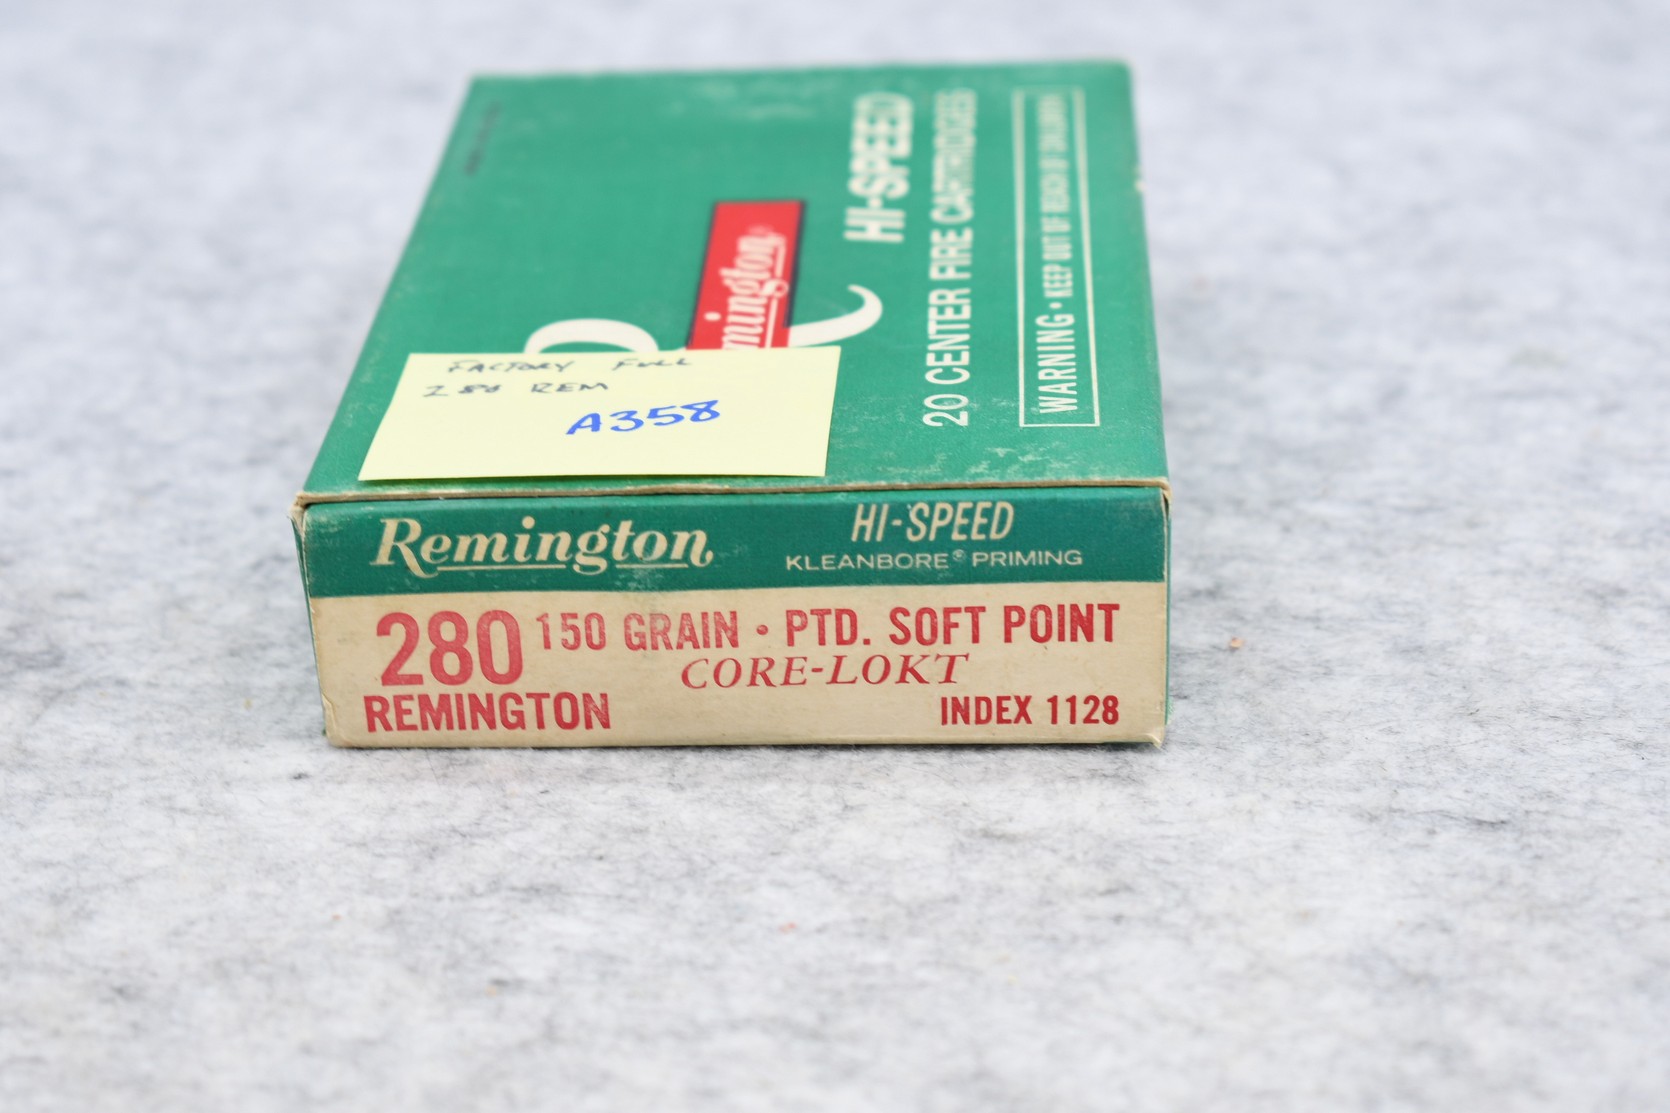 HI-SPEED
20 CENTER FIRE CARTRIDGES
WARNING • KEEP OUT OF REACH OF CHILDREN
FACTORY FULL
280 REM
A358
Remington
HI-SPEED
KLEANBORE® PRIMING
280 150 GRAIN • PTD. SOFT POINT
CORE-LOKT
REMINGTON INDEX 1128